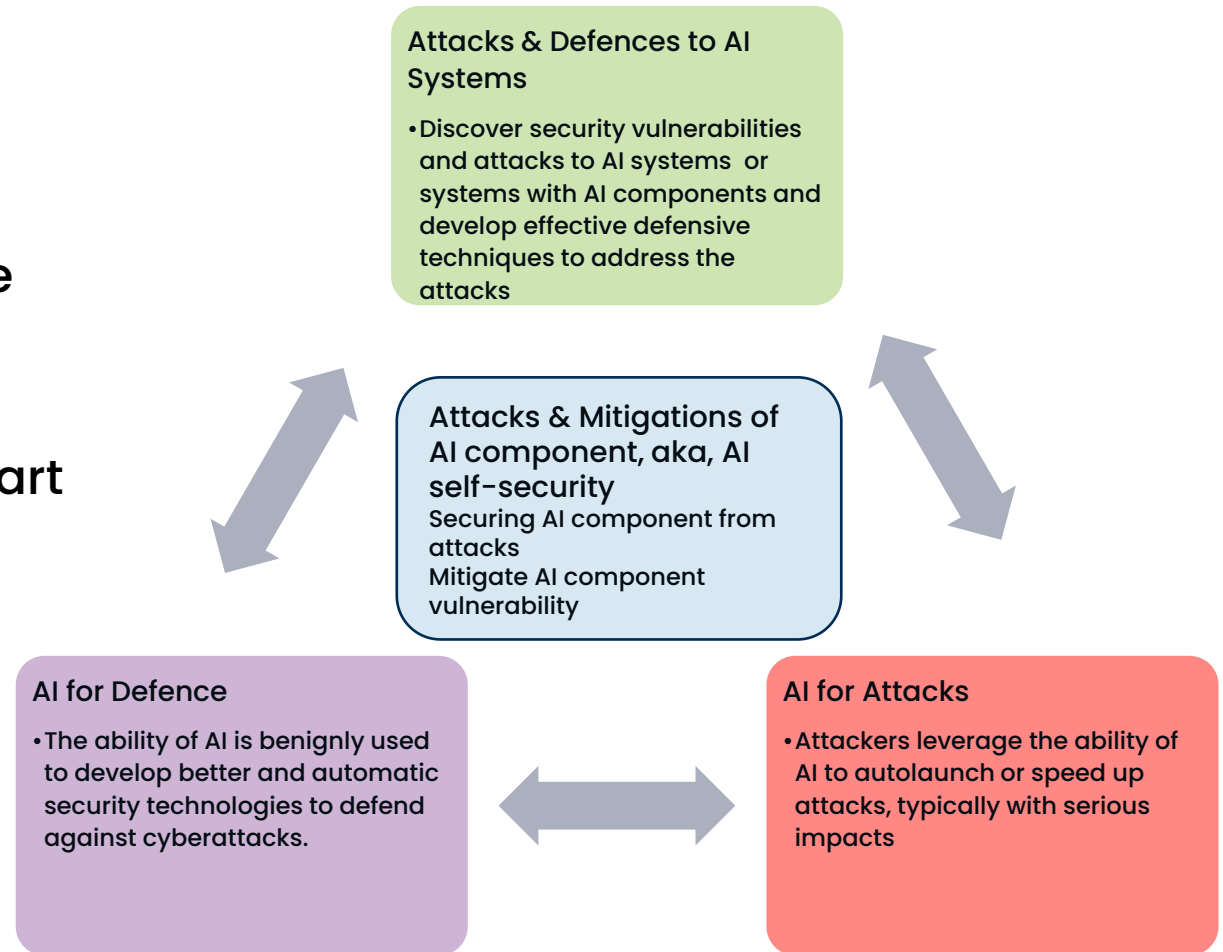 Attacks & Defences to AI
Systems
•Discover security vulnerabilities
and attacks to AI systems or
systems with AI components and
develop effective defensive
techniques to address the
attacks
e
art
Attacks & Mitigations of
AI component, aka, AI
self-security
Securing AI component from
attacks
Mitigate AI component
vulnerability
AI for Defence
•The ability of AI is benignly used
to develop better and automatic
security technologies to defend
against cyberattacks.
AI for Attacks
•Attackers leverage the ability of
AI to autolaunch or speed up
attacks, typically with serious
impacts